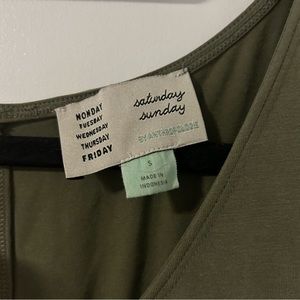 MONDAY
TUESDAY
WEDNESDAY
THURSDAY
FRIDAY
saturday
sunday
BY ANTHROPOLOGIE
S
MADE IN
INDONESIA